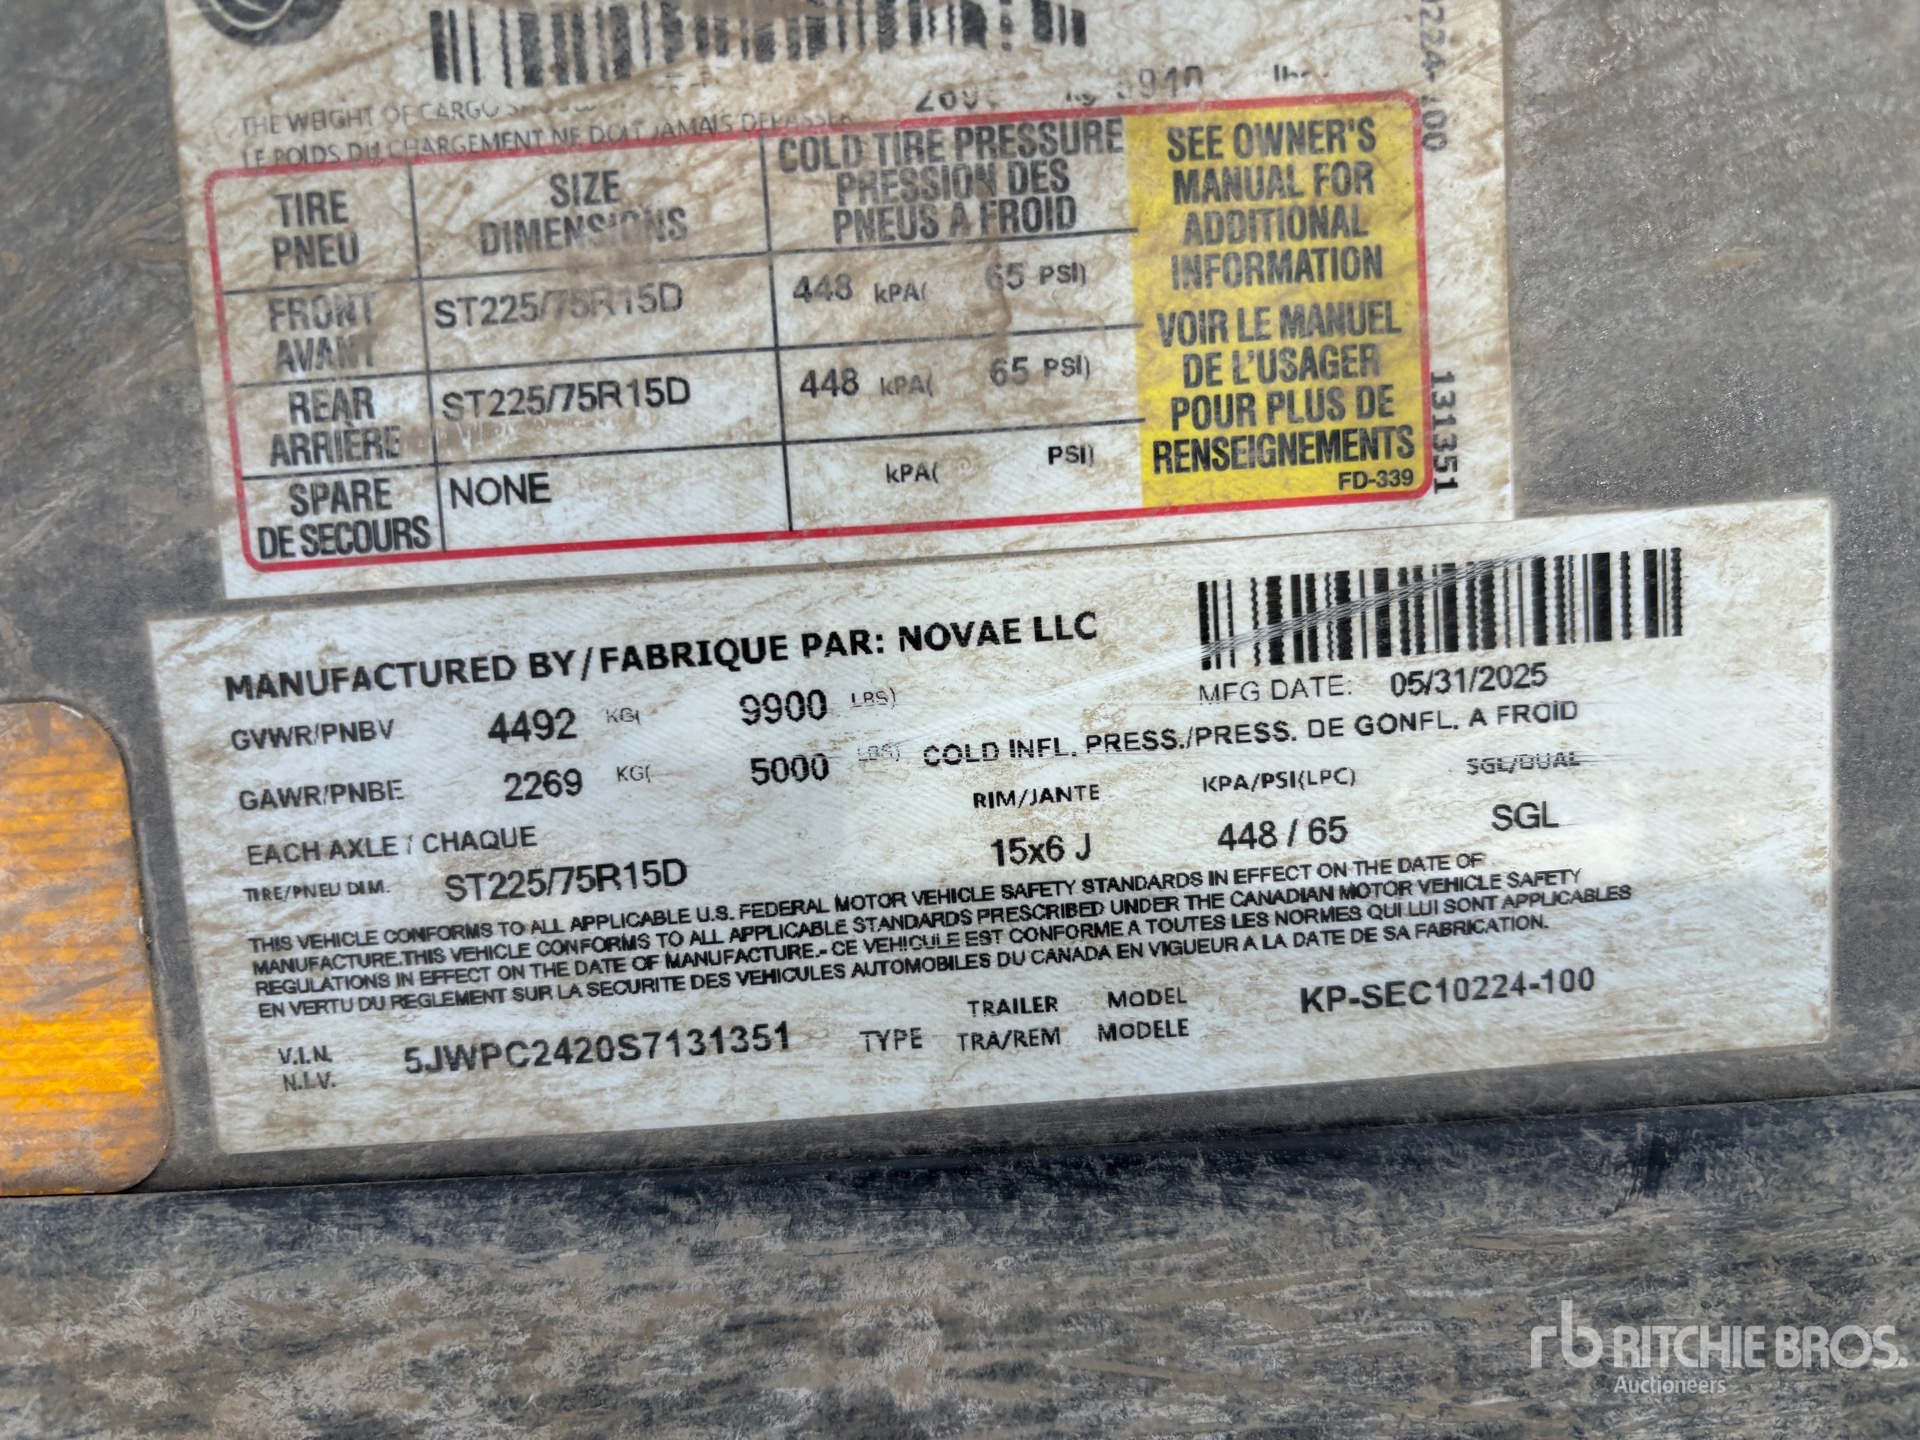 THE WEIGHT OF CARGO
LE POIDS DU CHARGEMENT NE DOIT JAMAIS DEPASSER
TIRE
PNEU
SIZE
DIMENSIONS
COLD TIRE PRESSURE
PRESSION DES
PNEUS A FROID
FRONT
AVANT
ST225/75R15D
448 kPA( 65 PSI)
REAR
ARRIÈRE
ST225/75R15D
448 kPA( 65 PSI)
SPARE
DE SECOURS
NONE
kPA( PSI)
SEE OWNER'S
MANUAL FOR
ADDITIONAL
INFORMATION
VOIR LE MANUEL
DE L'USAGER
POUR PLUS DE
RENSEIGNEMENTS
FD-339
131351
MANUFACTURED BY/FABRIQUE PAR: NOVAE LLC
MFG DATE: 05/31/2025
GVWR/PNBV 4492 KG( 9900 LBS)
GAWR/PNBE 2269 KG( 5000 LBS)
COLD INFL. PRESS./PRESS. DE GONFL. A FROID
RIM/JANTE KPA/PSI(LPC) SGL/DUAL
EACH AXLE / CHAQUE
TIRE/PNEU DIM. ST225/75R15D 15x6 J 448 / 65 SGL
THIS VEHICLE CONFORMS TO ALL APPLICABLE U.S. FEDERAL MOTOR VEHICLE SAFETY STANDARDS IN EFFECT ON THE DATE OF
MANUFACTURE.THIS VEHICLE CONFORMS TO ALL APPLICABLE STANDARDS PRESCRIBED UNDER THE CANADIAN MOTOR VEHICLE SAFETY
REGULATIONS IN EFFECT ON THE DATE OF MANUFACTURE.- CE VEHICULE EST CONFORME A TOUTES LES NORMES QUI LUI SONT APPLICABLES
EN VERTU DU REGLEMENT SUR LA SECURITE DES VEHICULES AUTOMOBILES DU CANADA EN VIGUEUR A LA DATE DE SA FABRICATION.
V.I.N.
N.I.V.
5JWPC2420S7131351
TYPE
TRAILER
TRA/REM
MODEL
MODELE
KP-SEC10224-100
rb RITCHIE BROS.
Auctioneers